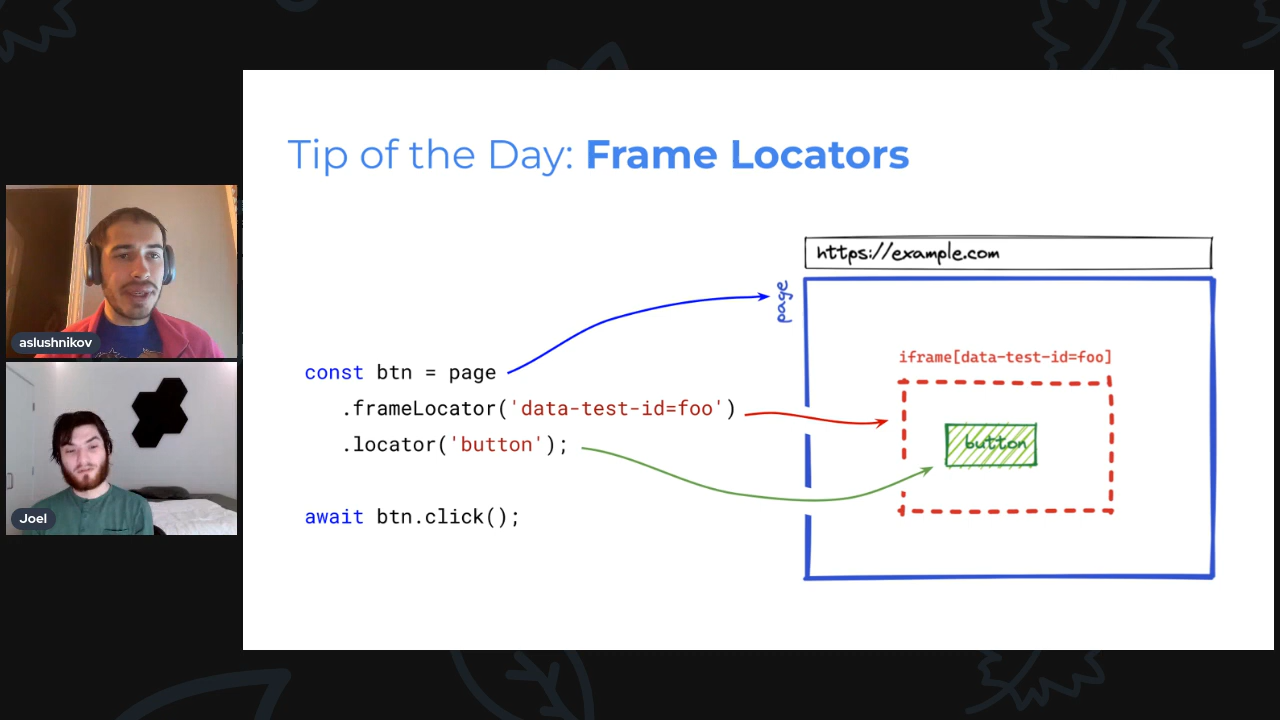 Tip of the Day: Frame Locators
https://example.com
page
iframe[data-test-id=foo]
const btn = page
.frameLocator('data-test-id=foo')
.locator('button');
button
await btn.click();
aslushnikov
Joel